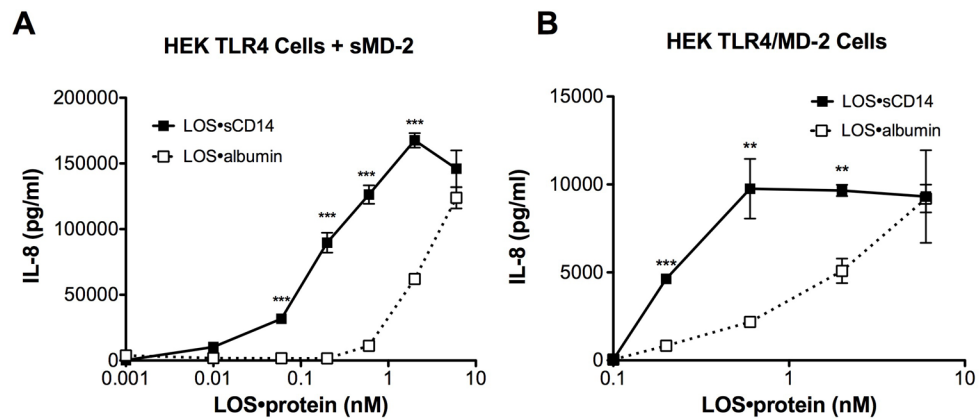 A
HEK TLR4 Cells + sMD-2
200000
150000
100000
50000
0
IL-8 (pg/ml)
LOS•sCD14
LOS•albumin
***
***
***
***
***
0.001
0.01
0.1
1
10
LOS•protein (nM)
B
HEK TLR4/MD-2 Cells
15000
10000
5000
0
IL-8 (pg/ml)
LOS•sCD14
LOS•albumin
***
**
**
0.1
1
10
LOS•protein (nM)